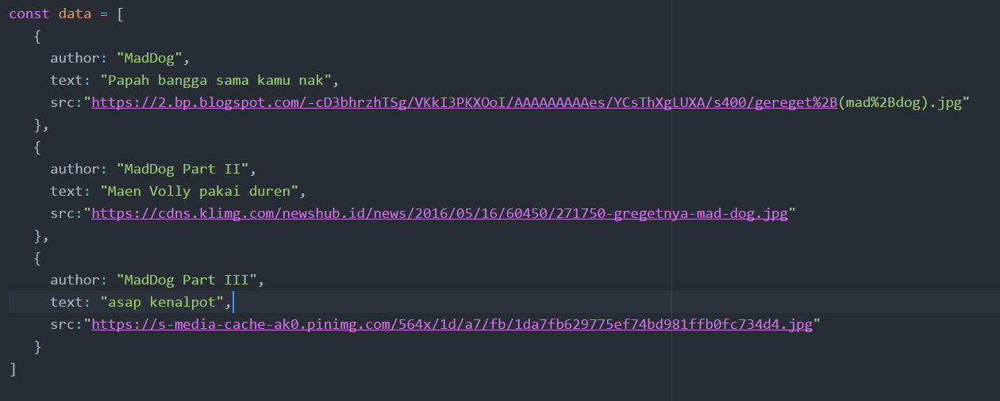 const data = [
{
author: "MadDog",
text: "Papah bangga sama kamu nak",
src:"https://2.bp.blogspot.com/-cD3bhrzhTSg/VKkI3PKXOoI/AAAAAAAAAes/YCsThXgLUXA/s400/gereget%2B(mad%2Bdog).jpg"
},
{
author: "MadDog Part II",
text: "Maen Volly pakai duren",
src:"https://cdns.klimg.com/newshub.id/news/2016/05/16/60450/271750-gregetnya-mad-dog.jpg"
},
{
author: "MadDog Part III",
text: "asap kenalpot",
src:"https://s-media-cache-ak0.pinimg.com/564x/1d/a7/fb/1da7fb629775ef74bd981ffb0fc734d4.jpg"
}
]